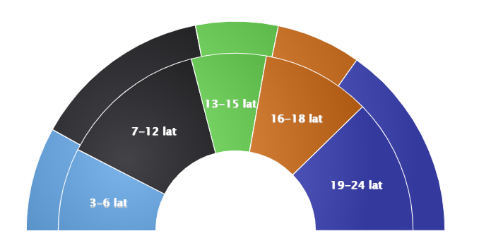 3–6 lat
7–12 lat
13–15 lat
16–18 lat
19–24 lat